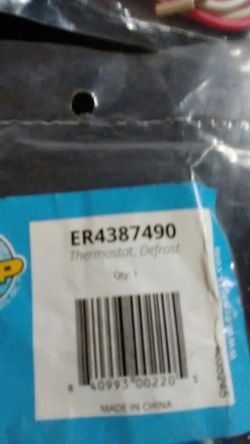 ER4387490
Thermostat, Defrost
Qty: 1
8 40993 00220 5
MADE IN CHINA